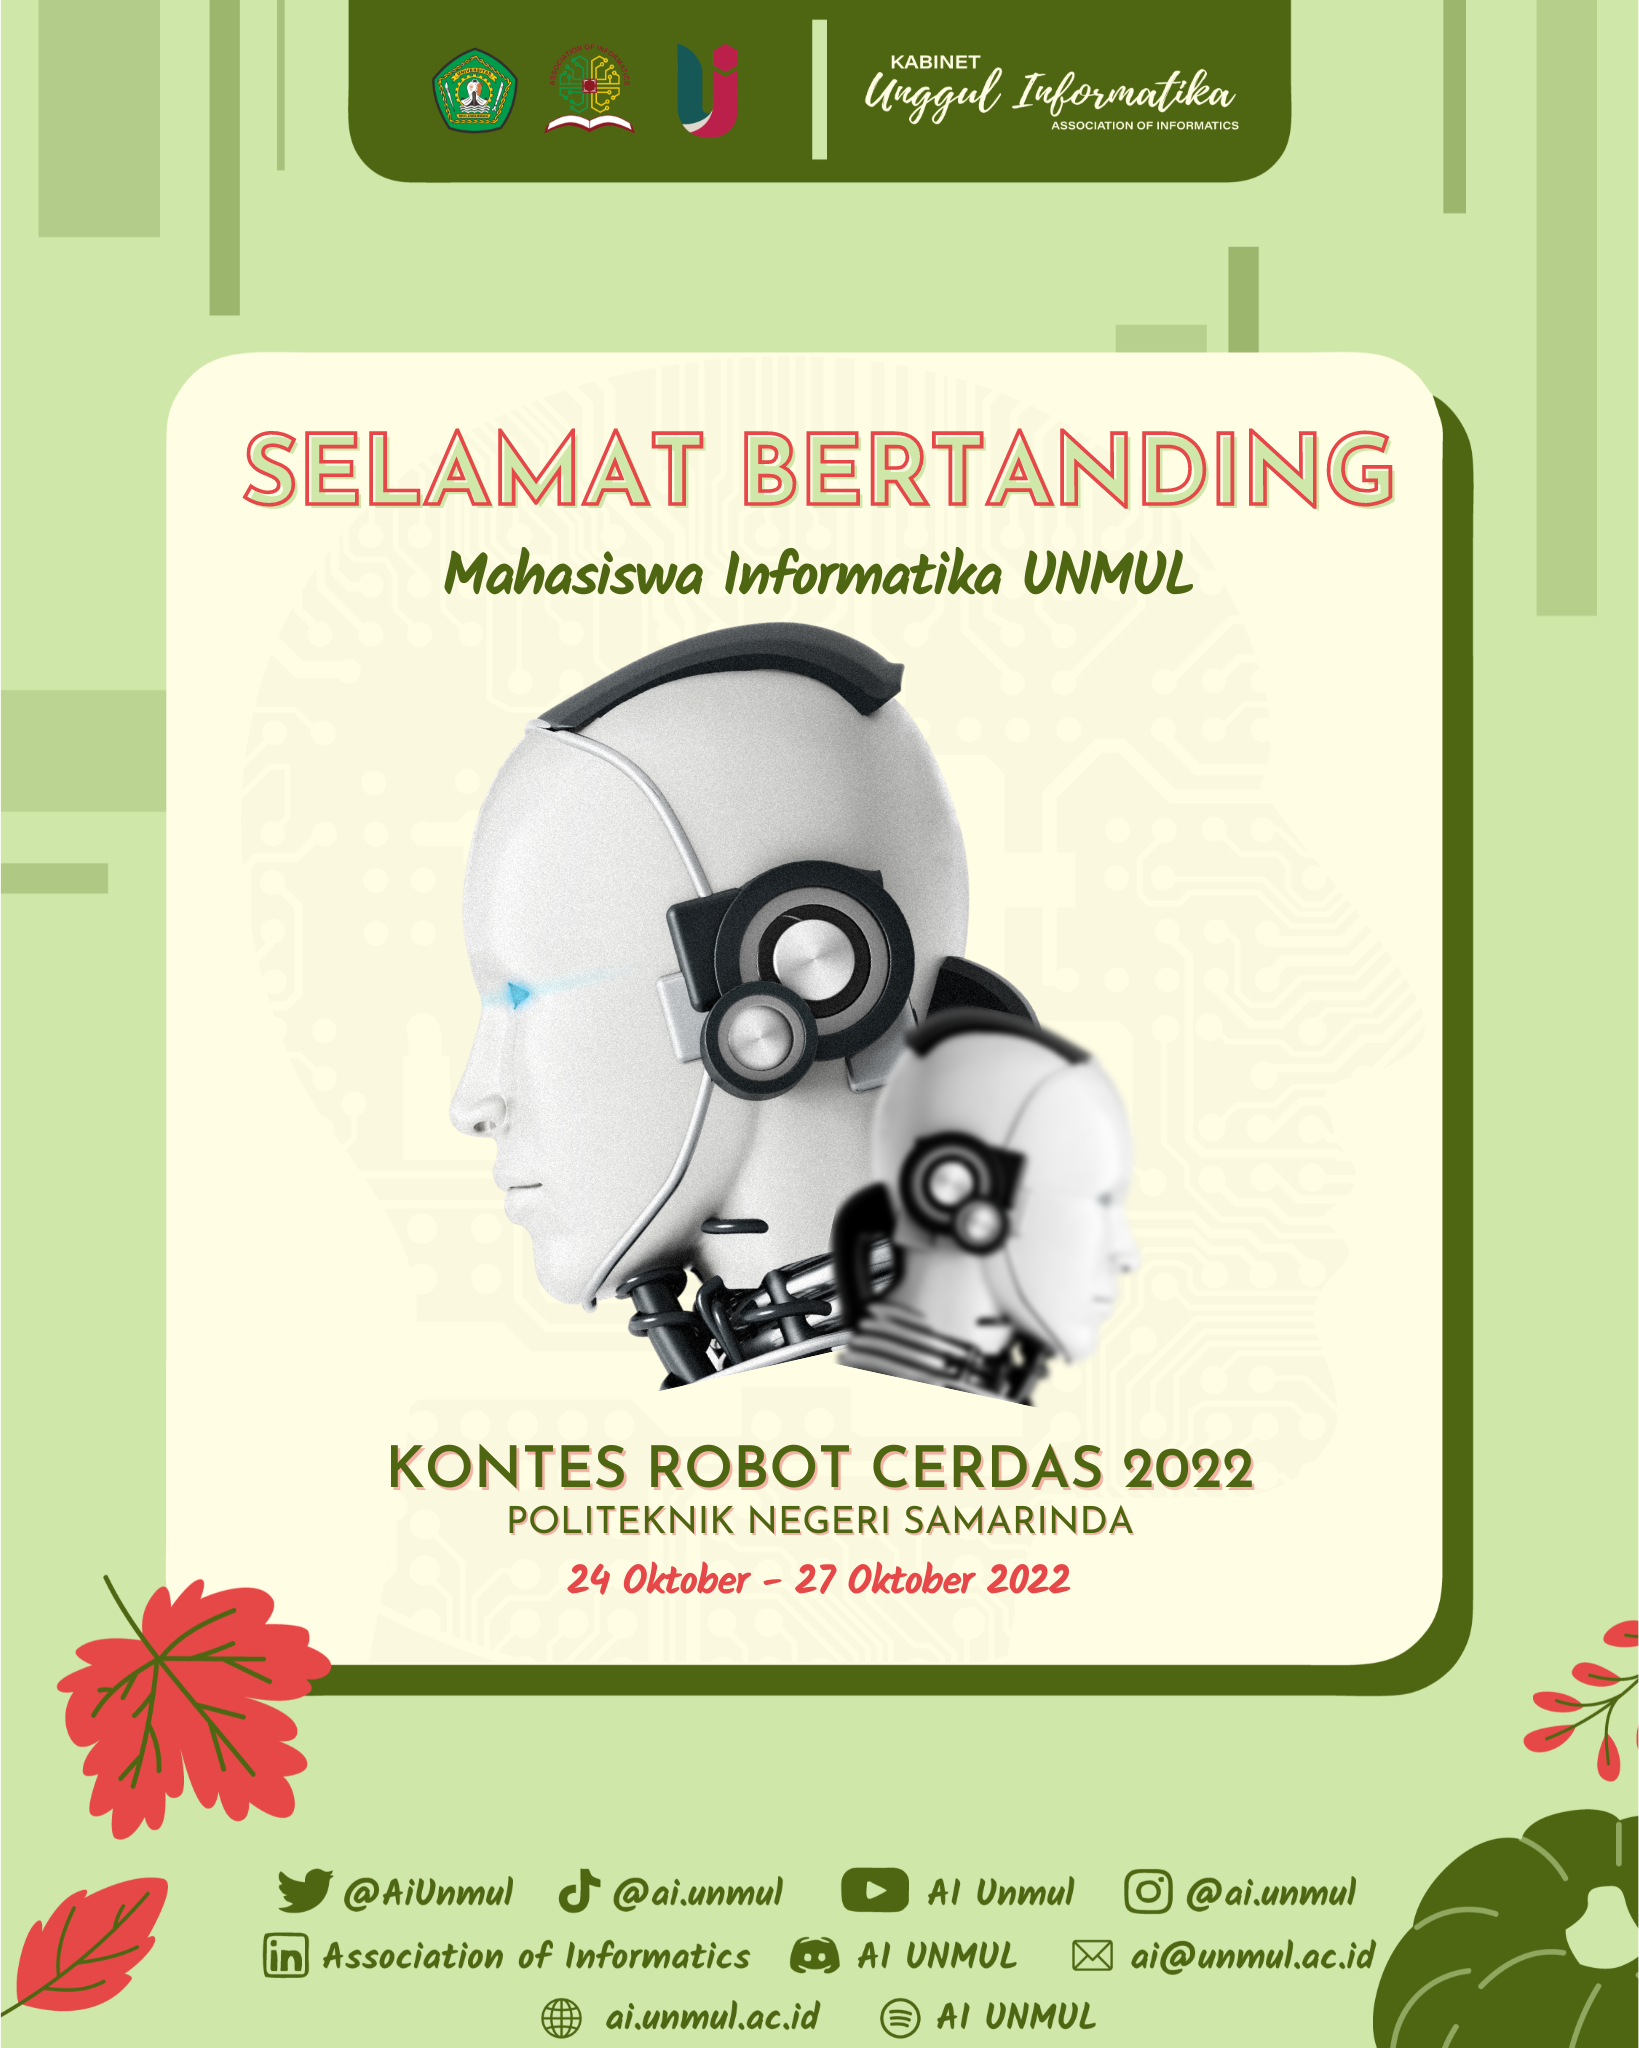 KABINET
Unggul Informatika
ASSOCIATION OF INFORMATICS
SELAMAT BERTANDING
Mahasiswa Informatika UNMUL
KONTES ROBOT CERDAS 2022
POLITEKNIK NEGERI SAMARINDA
24 Oktober - 27 Oktober 2022
@AiUnmul @ai.unmul AI Unmul @ai.unmul
in Association of Informatics AI UNMUL ai@unmul.ac.id
ai.unmul.ac.id AI UNMUL